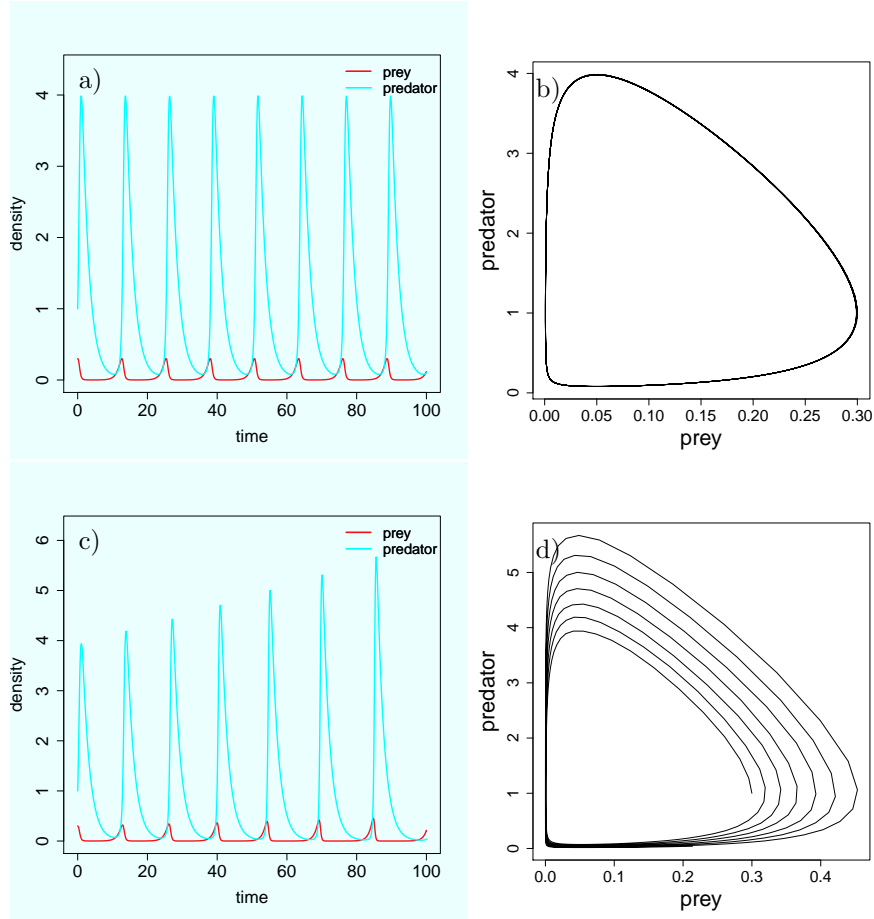 a)
prey
predator
density
0 1 2 3 4
0 20 40 60 80 100
time
b)
predator
0 1 2 3 4
0.00 0.05 0.10 0.15 0.20 0.25 0.30
prey
c)
prey
predator
density
0 1 2 3 4 5 6
0 20 40 60 80 100
time
d)
predator
0 1 2 3 4 5
0.0 0.1 0.2 0.3 0.4
prey